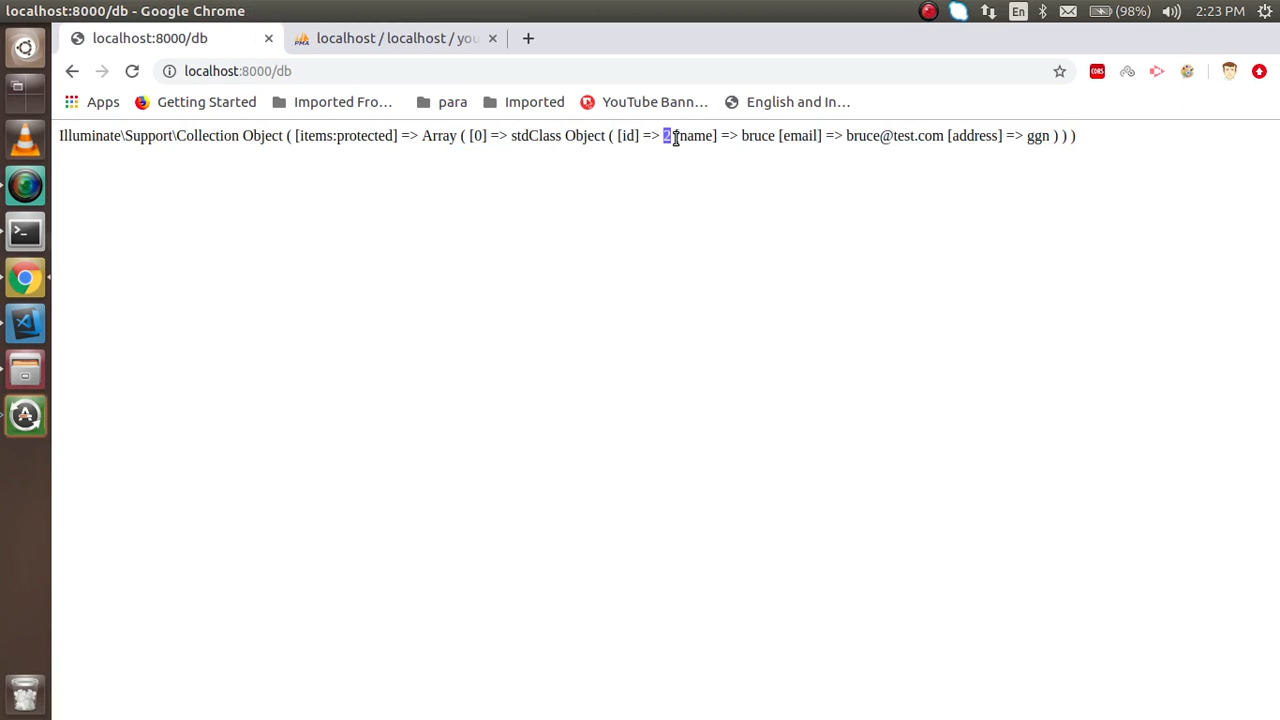 localhost:8000/db - Google Chrome
En (98%) 2:23 PM
localhost:8000/db localhost / localhost / you
localhost:8000/db
Apps Getting Started Imported Fro... para Imported YouTube Bann... English and In...
Illuminate\Support\Collection Object ( [items:protected] => Array ( [0] => stdClass Object ( [id] => 2 [name] => bruce [email] => bruce@test.com [address] => ggn ) ) )